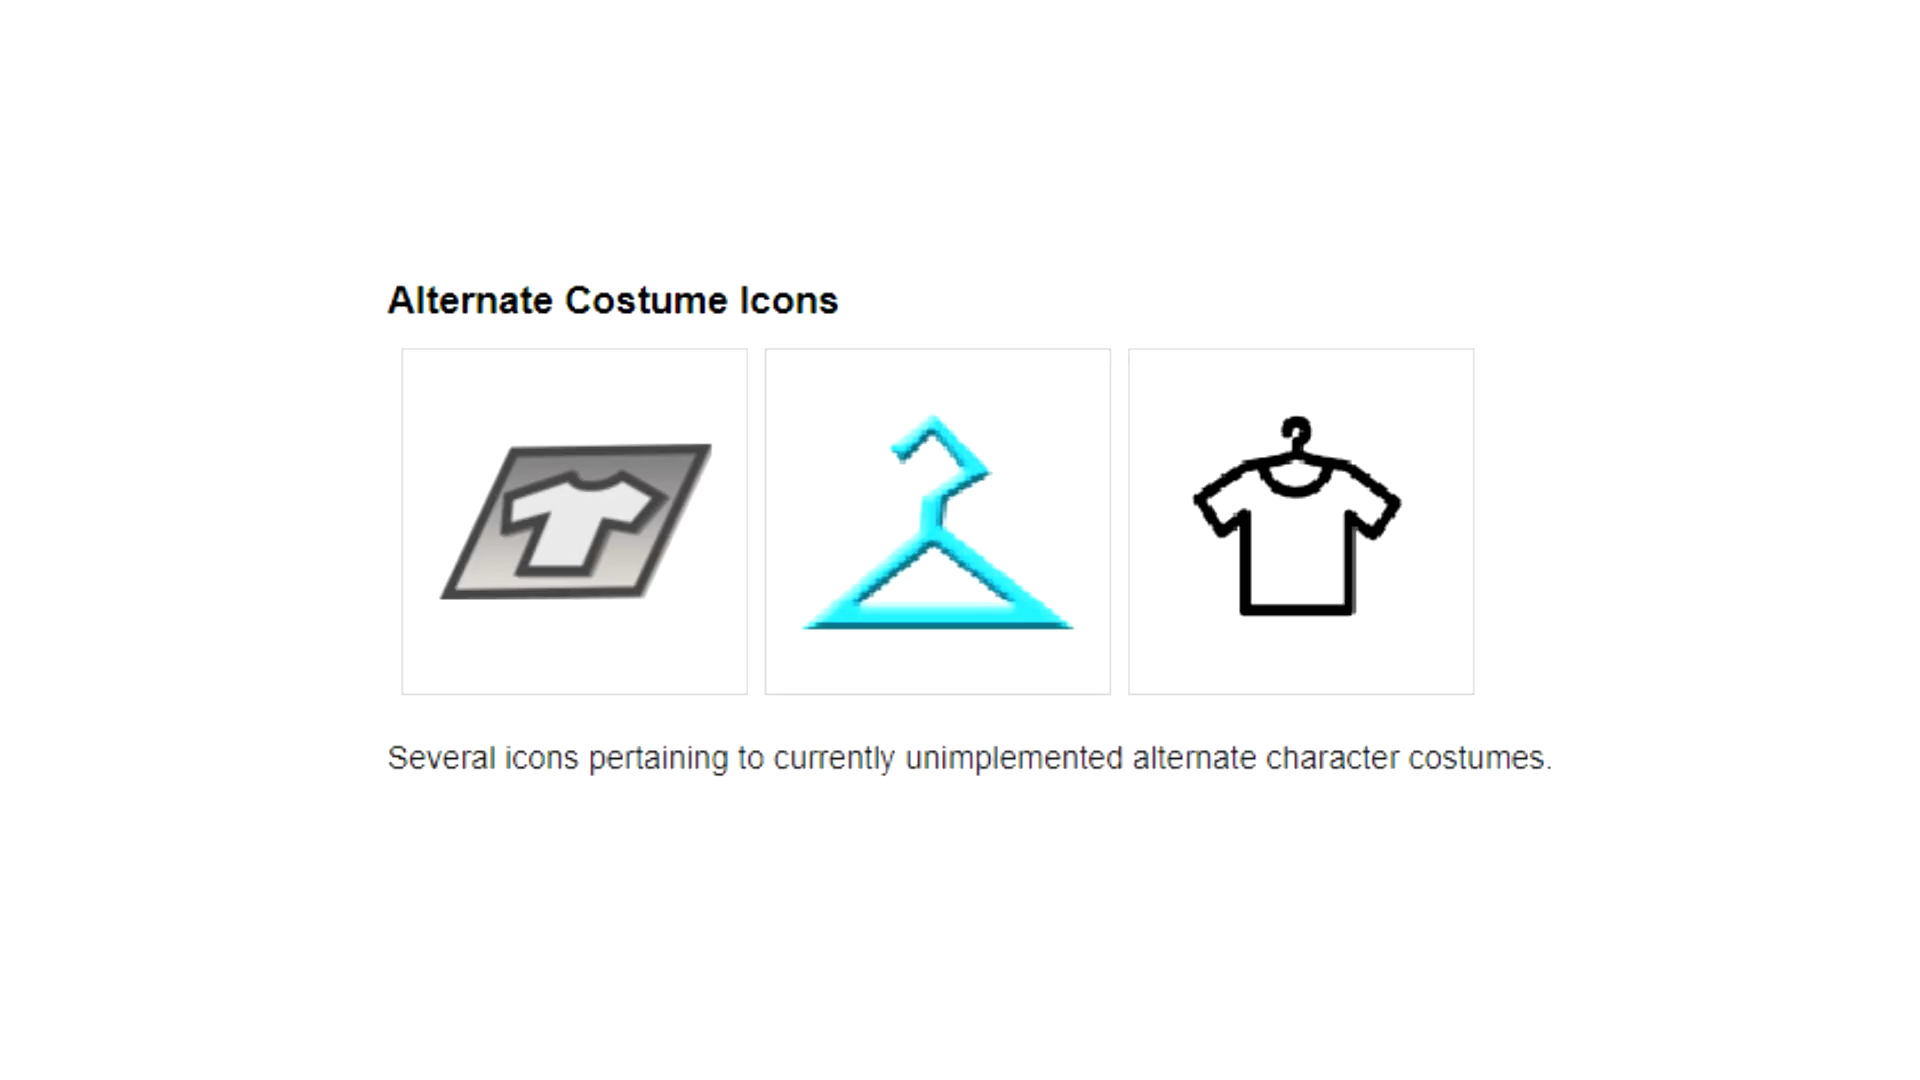 Alternate Costume Icons
Several icons pertaining to currently unimplemented alternate character costumes.